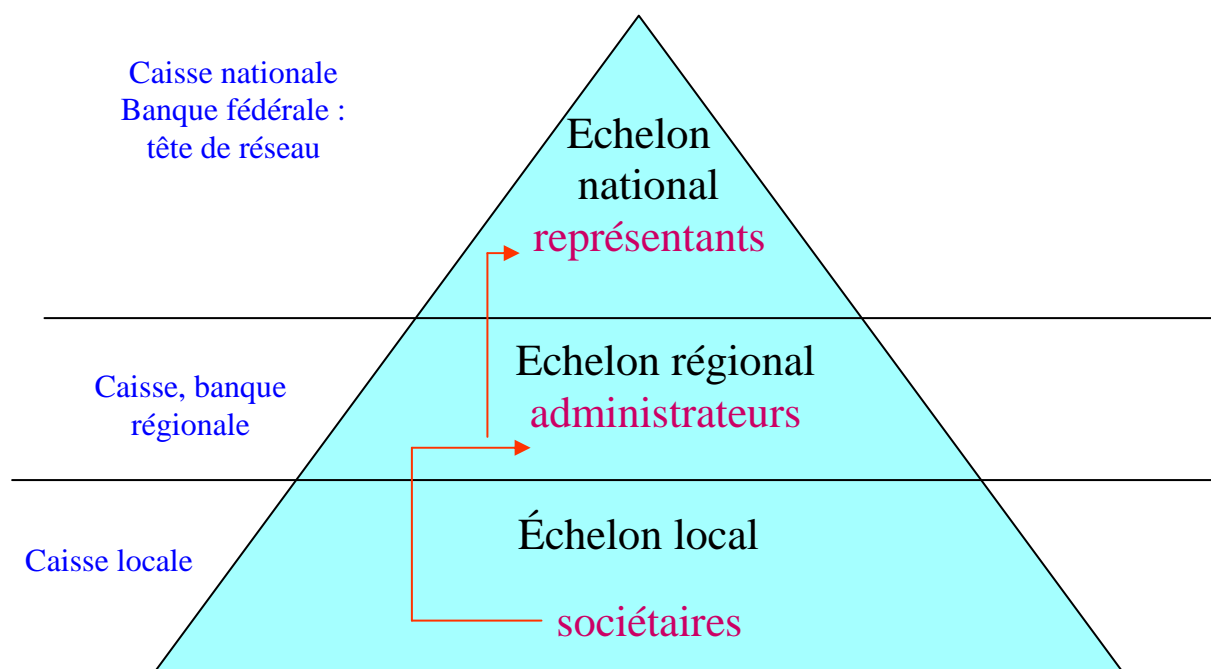 Caisse nationale
Banque fédérale :
tête de réseau
Echelon
national
représentants
Caisse, banque
régionale
Echelon régional
administrateurs
Caisse locale
Échelon local
sociétaires